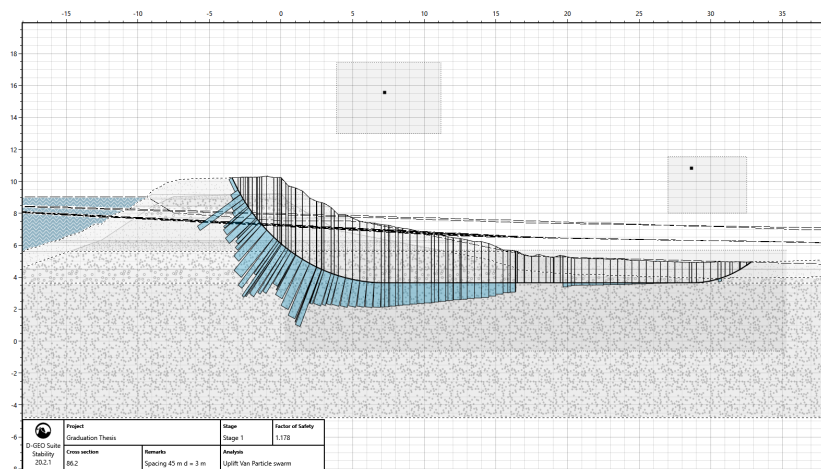 -15 -10 -5 0 5 10 15 20 25 30 35
18
16
14
12
10
8
6
4
2
0
-2
-4
-6
-8
D-GEO Suite
Stability
20.2.1
Project
Graduation Thesis
Stage
Stage 1
Factor of Safety
1.178
Cross section
86.2
Remarks
Spacing 45 m d = 3 m
Analysis
Uplift Van Particle swarm